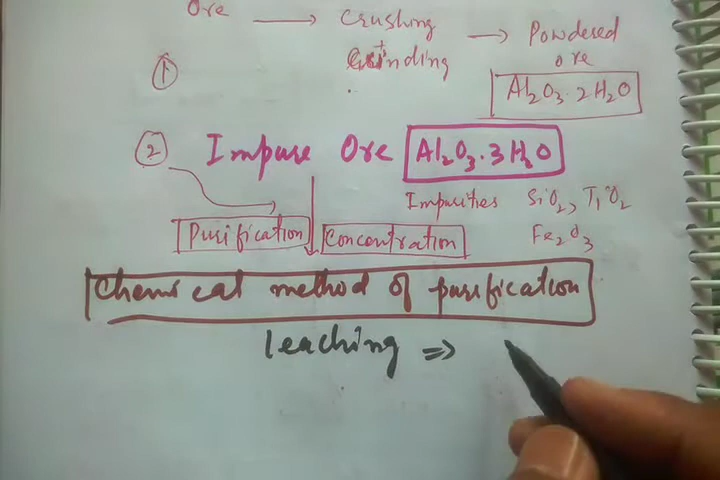 Ore → Crushing + Grinding → Powdered ore
①
Al₂O₃.2H₂O
② Impure Ore Al₂O₃.3H₂O
Impurities SiO₂, TiO₂
Purification Concentration Fe₂O₃
Chemical method of purification
leaching ⇒